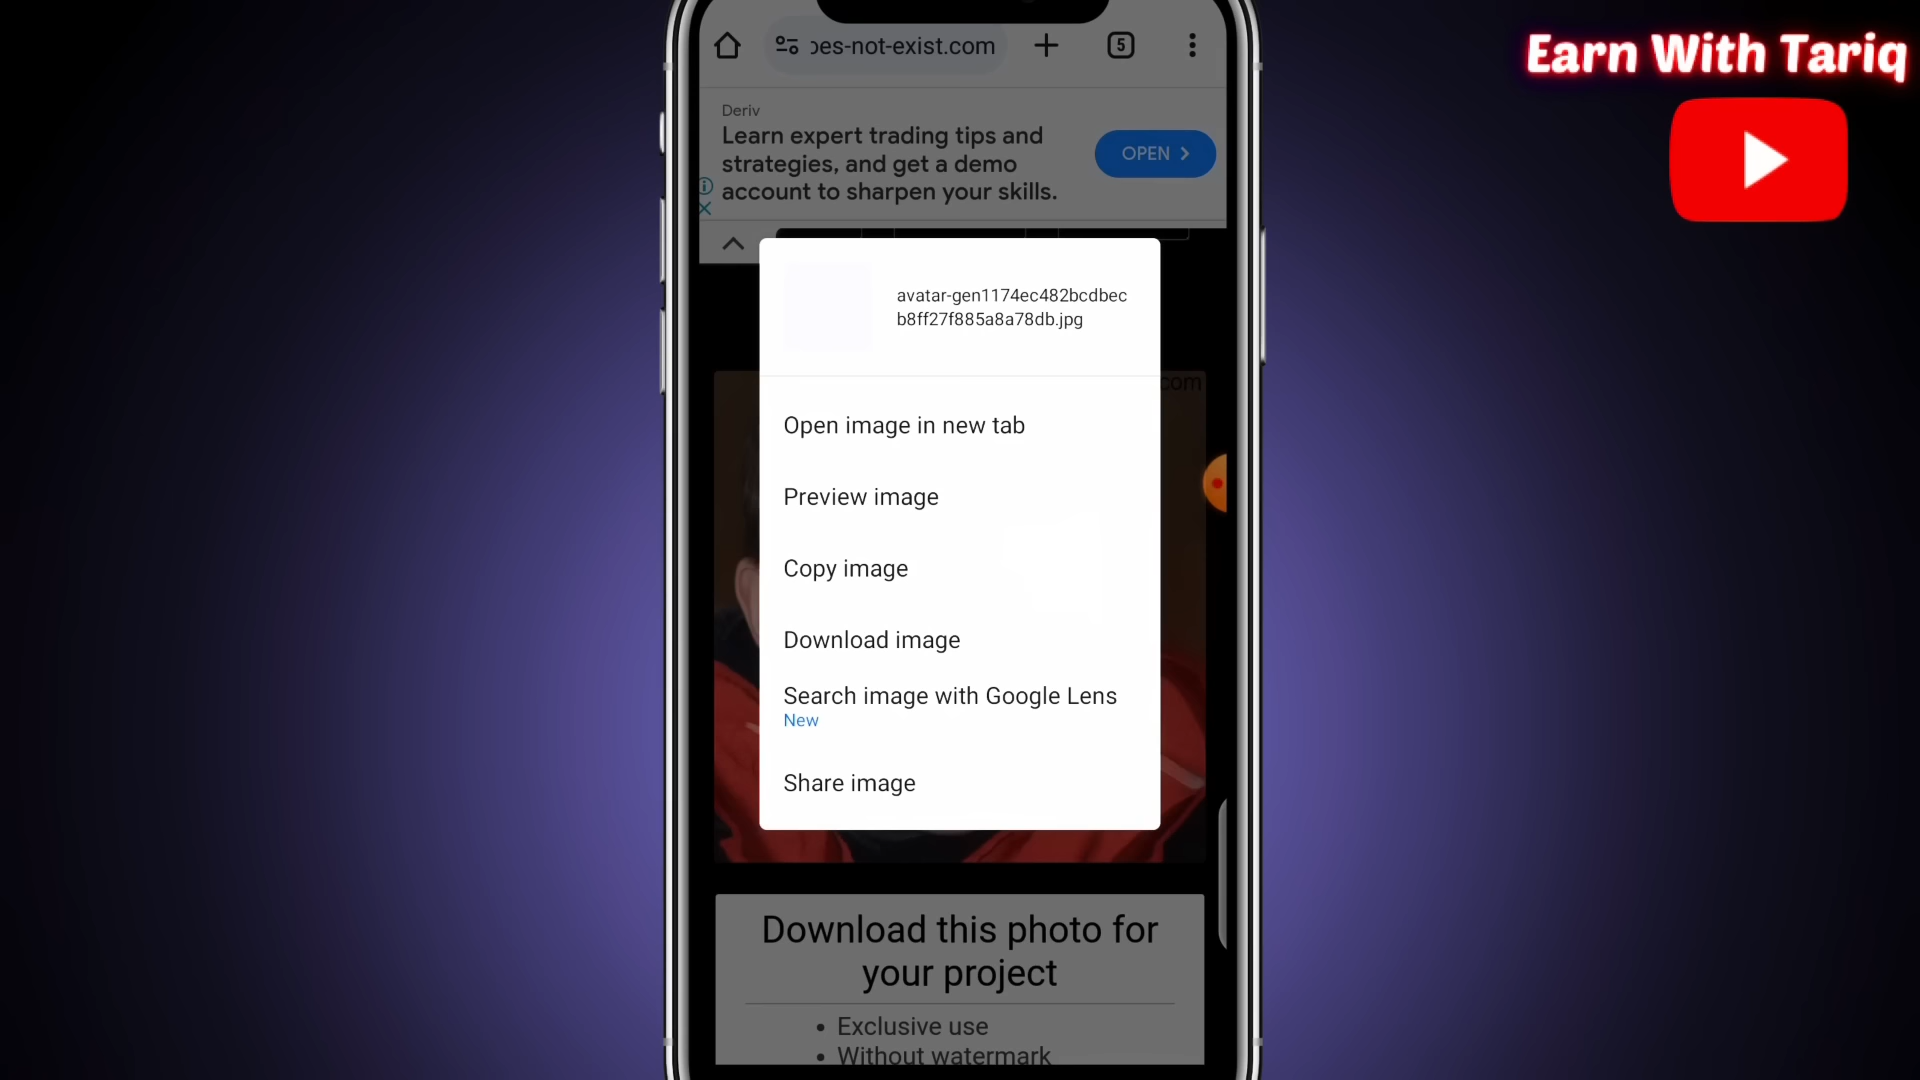 Earn With Tariq
oes-not-exist.com
5
Deriv
Learn expert trading tips and
strategies, and get a demo
account to sharpen your skills.
OPEN
avatar-gen1174ec482bcdbec
b8ff27f885a8a78db.jpg
com
Open image in new tab
Preview image
Copy image
Download image
Search image with Google Lens
New
Share image
Download this photo for
your project
• Exclusive use
• Without watermark